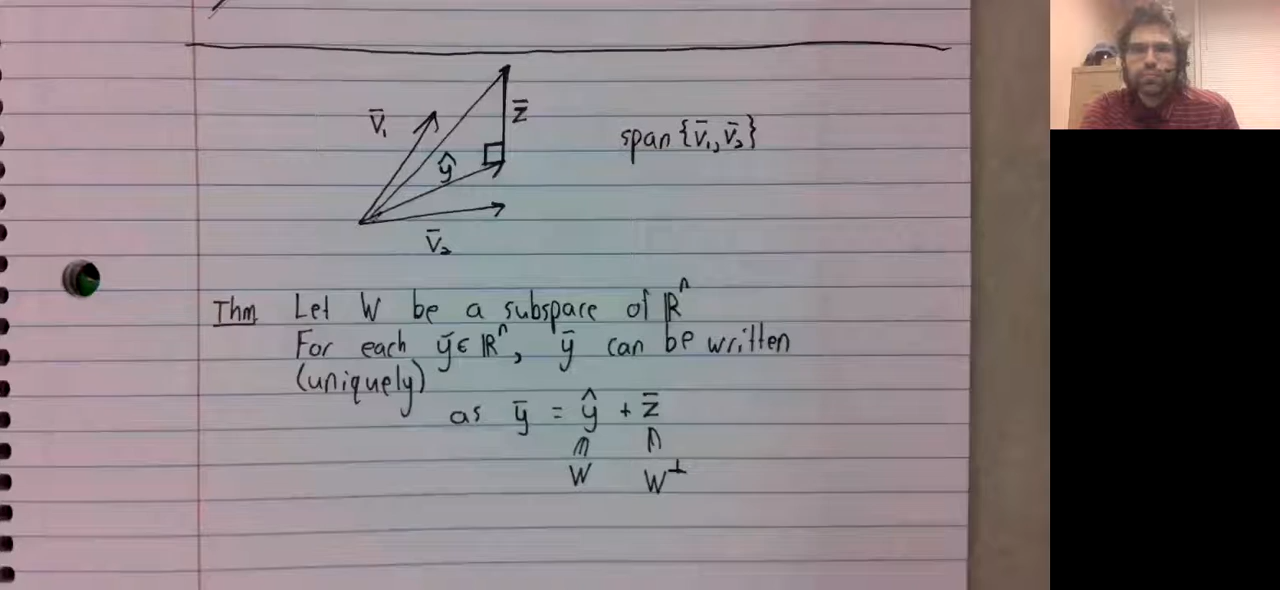 v̄₁
z̄
span {v̄₁, v̄₂}
ŷ
v̄₂
Thm Let W be a subspace of ℝⁿ
For each ȳ ∈ ℝⁿ, ȳ can be written
(uniquely)
as ȳ = ŷ + z̄
∩ ∩
W W⊥